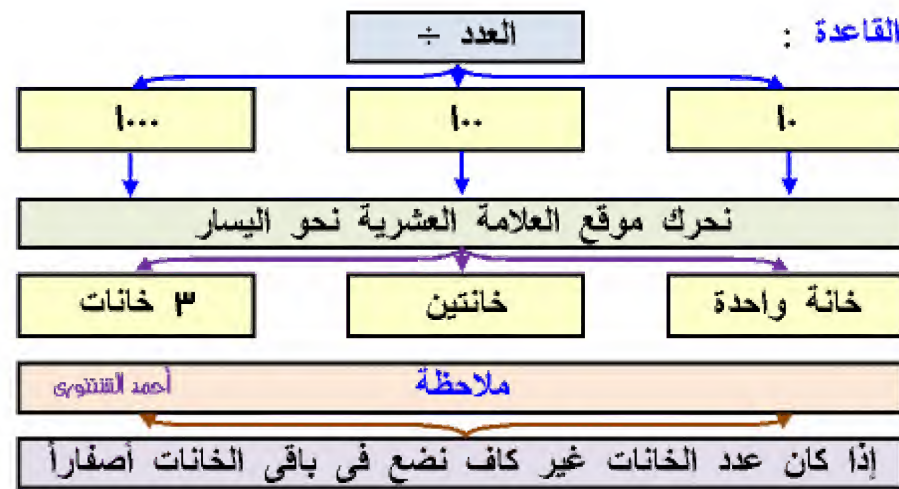 القاعدة :
العدد ÷
١٠ ١٠٠ ١٠٠٠
نحرك موقع العلامة العشرية نحو اليسار
خانة واحدة خانتين ٣ خانات
ملاحظة أحمد الشنتورى
إذا كان عدد الخانات غير كاف نضع فى باقى الخانات أصفاراً